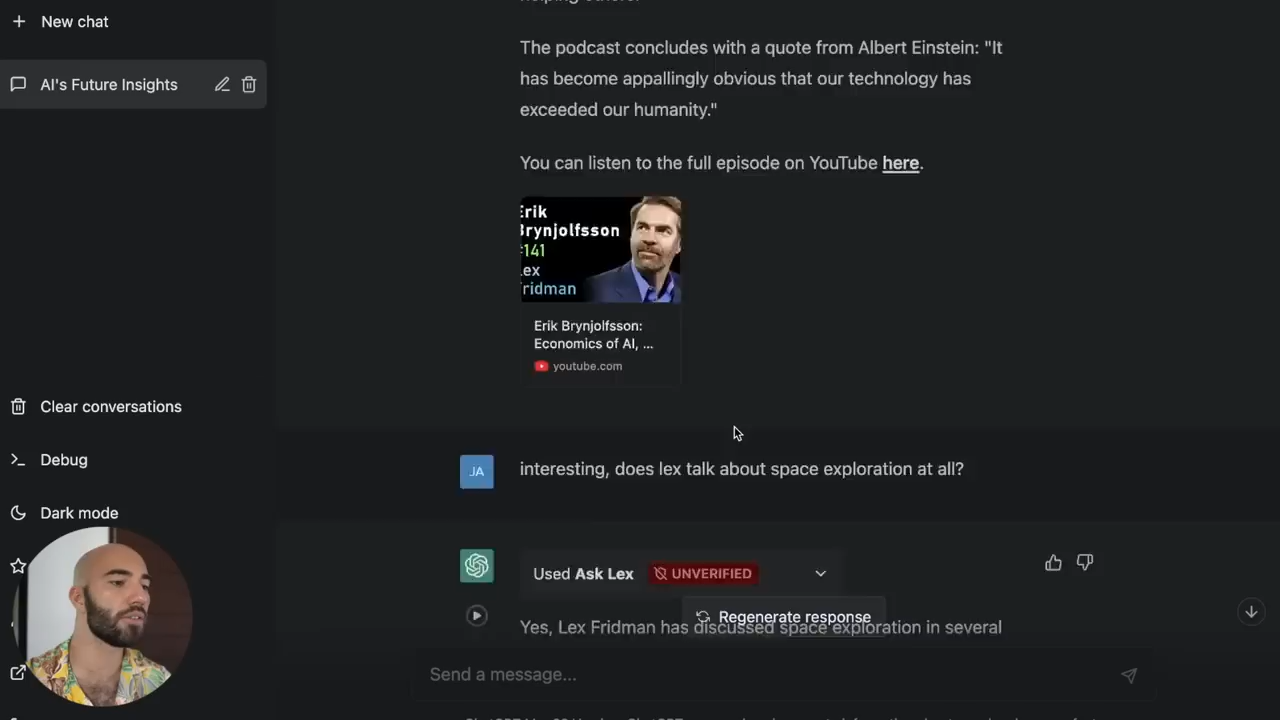 New chat
AI's Future Insights
The podcast concludes with a quote from Albert Einstein: "It
has become appallingly obvious that our technology has
exceeded our humanity."
You can listen to the full episode on YouTube here.
Erik
Brynjolfsson
#141
Lex
Fridman
Erik Brynjolfsson:
Economics of AI, ...
youtube.com
Clear conversations
Debug
Dark mode
JA
interesting, does lex talk about space exploration at all?
Used Ask Lex UNVERIFIED
Regenerate response
Yes, Lex Fridman has discussed space exploration in several
Send a message...